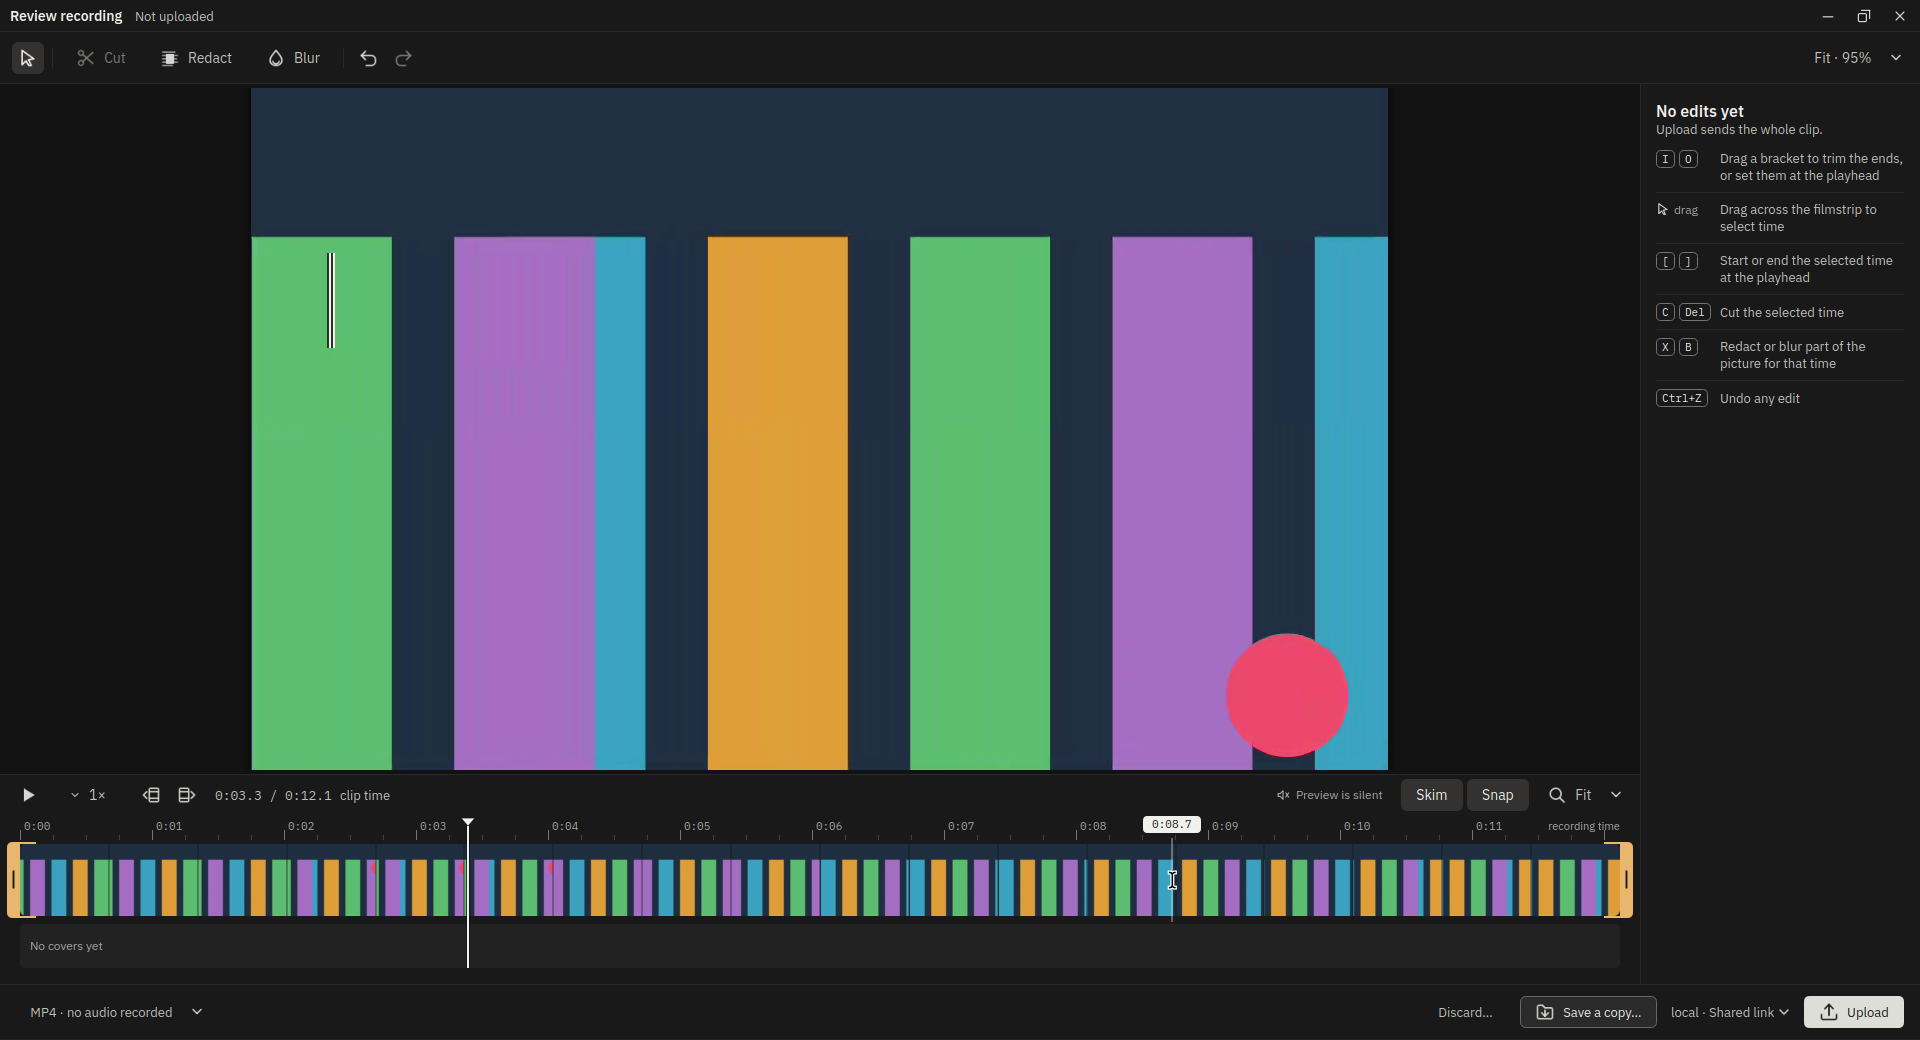 Review recording Not uploaded
Cut Redact Blur Fit · 95%
No edits yet
Upload sends the whole clip.
I O Drag a bracket to trim the ends,
or set them at the playhead
drag Drag across the filmstrip to
select time
[ ] Start or end the selected time
at the playhead
C Del Cut the selected time
X B Redact or blur part of the
picture for that time
Ctrl+Z Undo any edit
1× 0:03.3 / 0:12.1 clip time Preview is silent Skim Snap Fit
0:00 0:01 0:02 0:03 0:04 0:05 0:06 0:07 0:08 0:08.7 0:09 0:10 0:11 recording time
No covers yet
MP4 · no audio recorded Discard... Save a copy... local · Shared link Upload